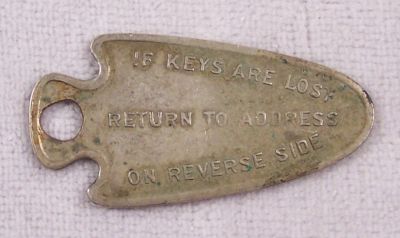 IF KEYS ARE LOST
RETURN TO ADDRESS
ON REVERSE SIDE